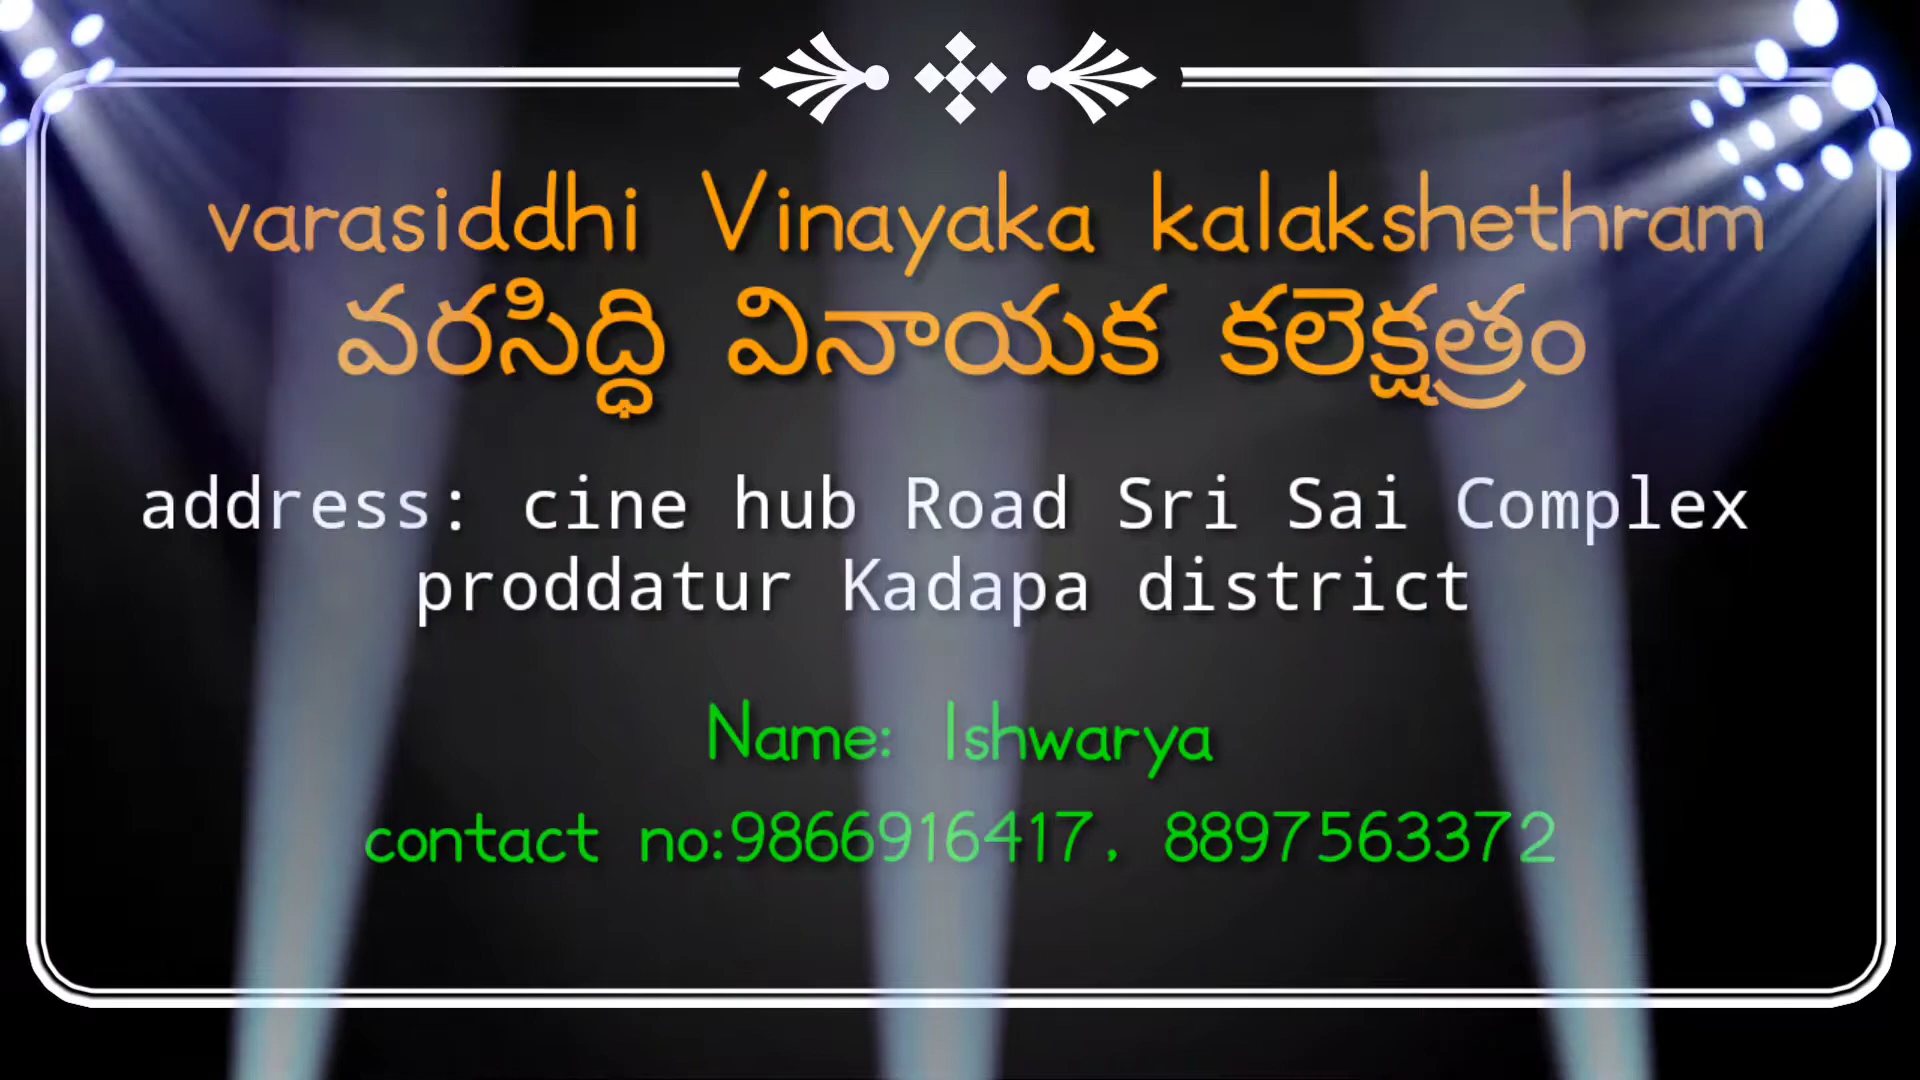 varasiddhi Vinayaka kalakshethram
వరసిద్ధి వినాయక కలెక్షత్రం
address: cine hub Road Sri Sai Complex
proddatur Kadapa district
Name: Ishwarya
contact no:9866916417, 8897563372